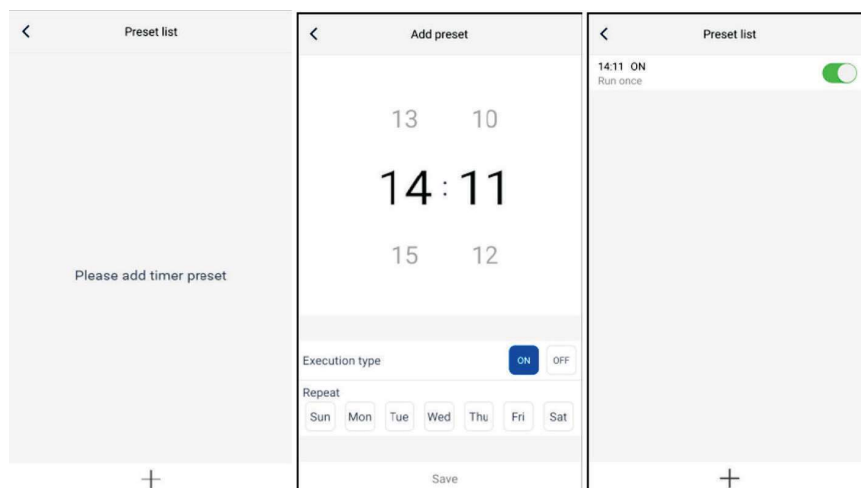 Preset list
Please add timer preset
+
Add preset
13 10
14 : 11
15 12
Execution type ON OFF
Repeat
Sun Mon Tue Wed Thu Fri Sat
Save
Preset list
14:11 ON
Run once
+